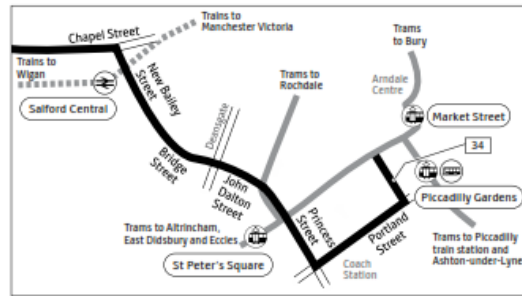 Chapel Street
Trains to
Manchester Victoria
Trams
to Bury
Trains to
Wigan
Salford Central
New Bailey
Street
Trams to
Rochdale
Arndale
Centre
Market Street
Deansgate
34
Bridge
Street
John
Dalton
Street
Piccadilly Gardens
Princess
Street
Portland
Street
Trams to Altrincham,
East Didsbury and Eccles
St Peter's Square
Coach
Station
Trams to Piccadilly
train station and
Ashton-under-Lyne